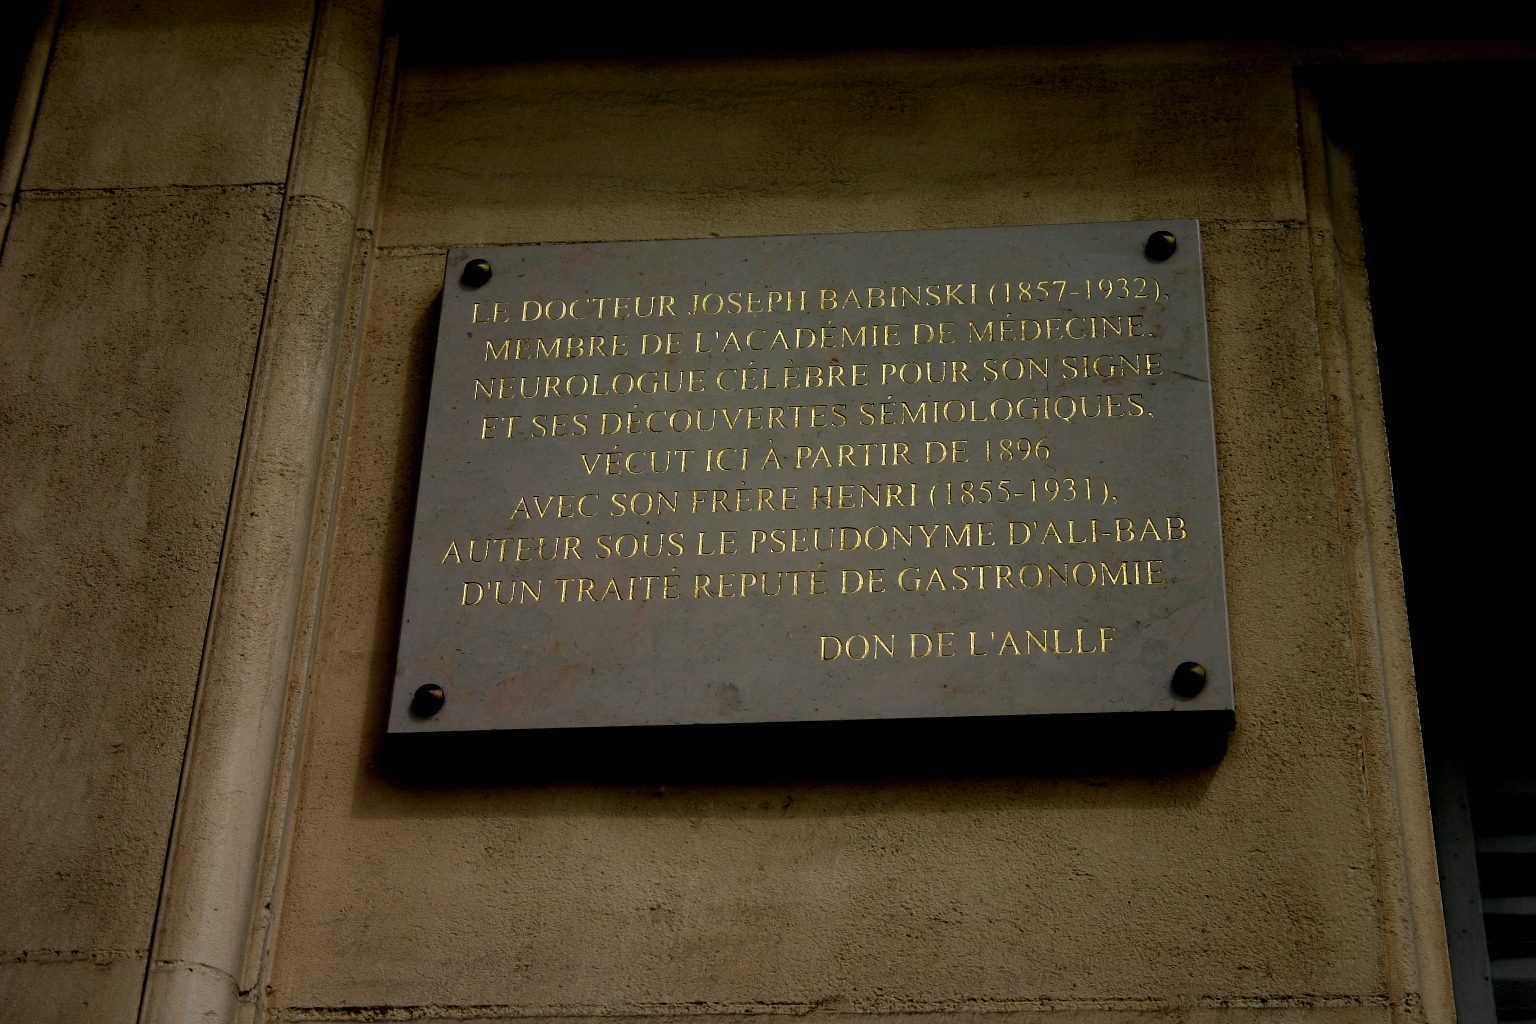 LE DOCTEUR JOSEPH BABINSKI (1857-1932),
MEMBRE DE L'ACADÉMIE DE MÉDECINE,
NEUROLOGUE CÉLÈBRE POUR SON SIGNE
ET SES DÉCOUVERTES SÉMIOLOGIQUES,
VÉCUT ICI À PARTIR DE 1896
AVEC SON FRÈRE HENRI (1855-1931),
AUTEUR SOUS LE PSEUDONYME D'ALI-BAB
D'UN TRAITÉ REPUTÉ DE GASTRONOMIE
DON DE L'ANLLF